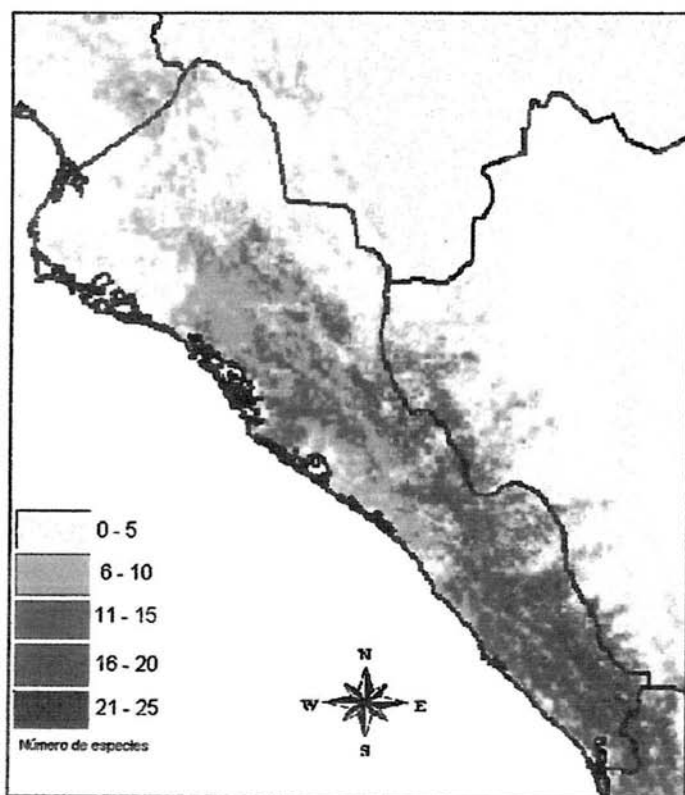 0 - 5
6 - 10
11 - 15
16 - 20
21 - 25
Número de especies
N
W E
S